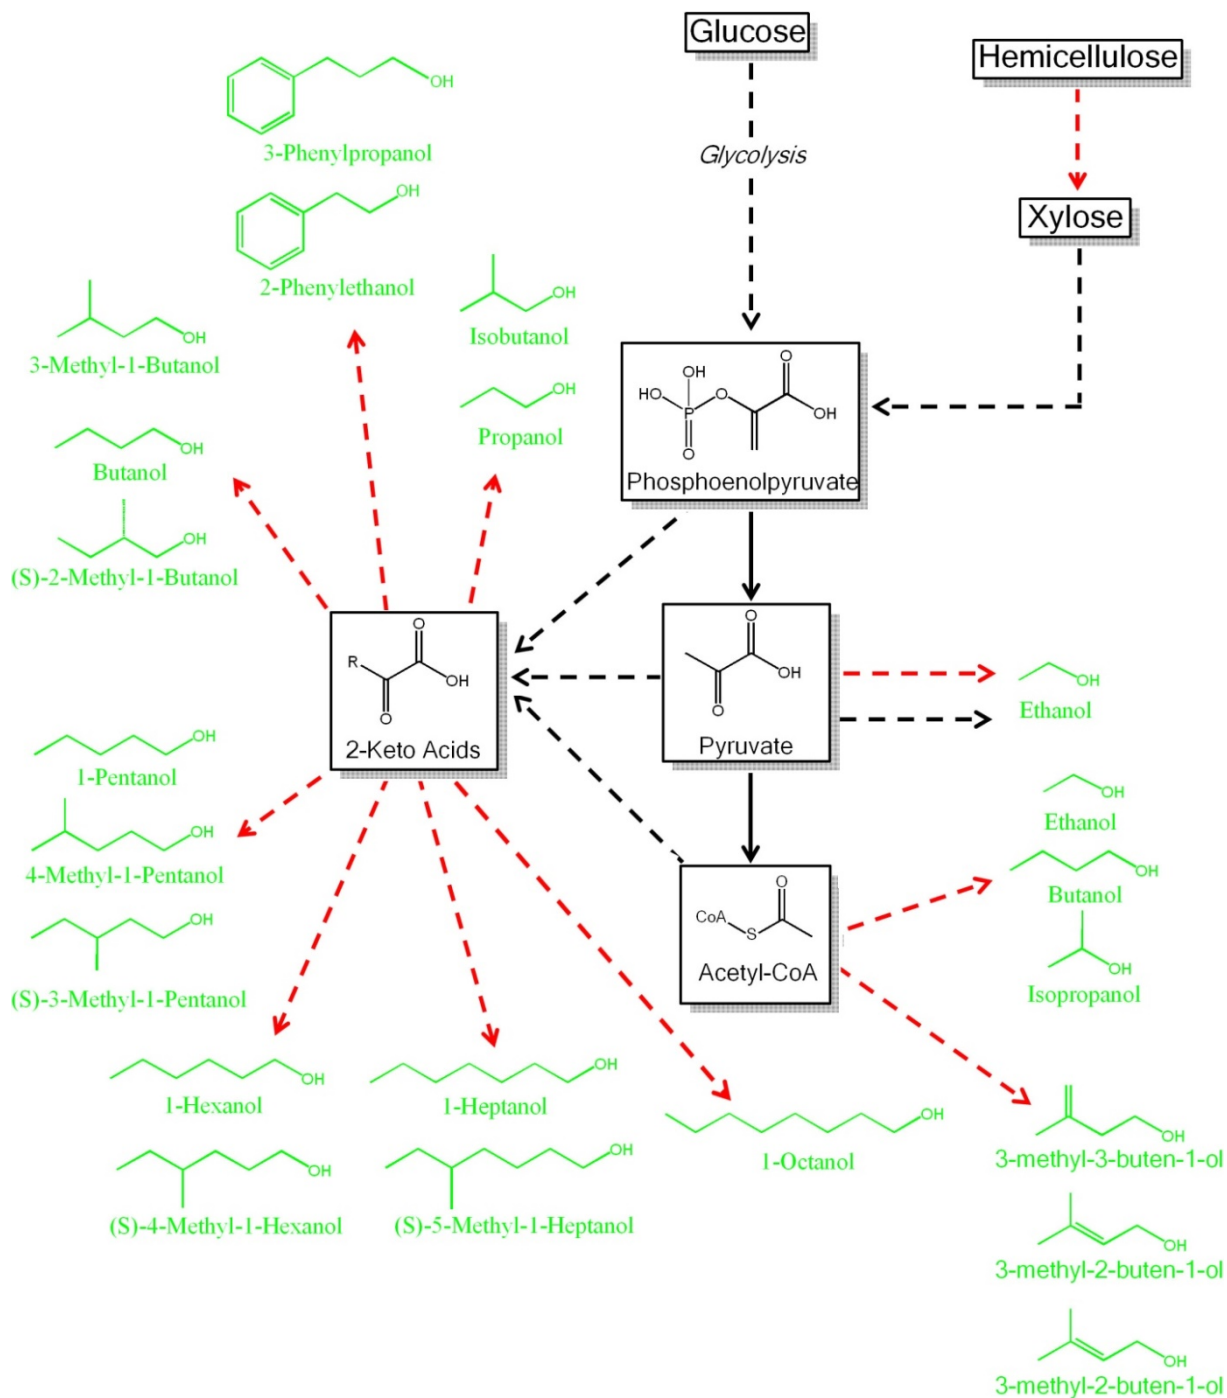 Glucose
Hemicellulose
OH
3-Phenylpropanol
Glycolysis
OH
2-Phenylethanol
Xylose
OH
Isobutanol
OH
3-Methyl-1-Butanol
OH
Propanol
OH
HO
O
O
P
OH
O
Phosphoenolpyruvate
OH
Butanol
OH
(S)-2-Methyl-1-Butanol
O
R
OH
O
2-Keto Acids
O
OH
O
Pyruvate
OH
Ethanol
OH
1-Pentanol
OH
4-Methyl-1-Pentanol
OH
(S)-3-Methyl-1-Pentanol
O
CoA
S
Acetyl-CoA
OH
Ethanol
OH
Butanol
OH
Isopropanol
OH
1-Hexanol
OH
1-Heptanol
OH
1-Octanol
OH
(S)-4-Methyl-1-Hexanol
OH
(S)-5-Methyl-1-Heptanol
OH
3-methyl-3-buten-1-ol
OH
3-methyl-2-buten-1-ol
OH
3-methyl-2-buten-1-ol